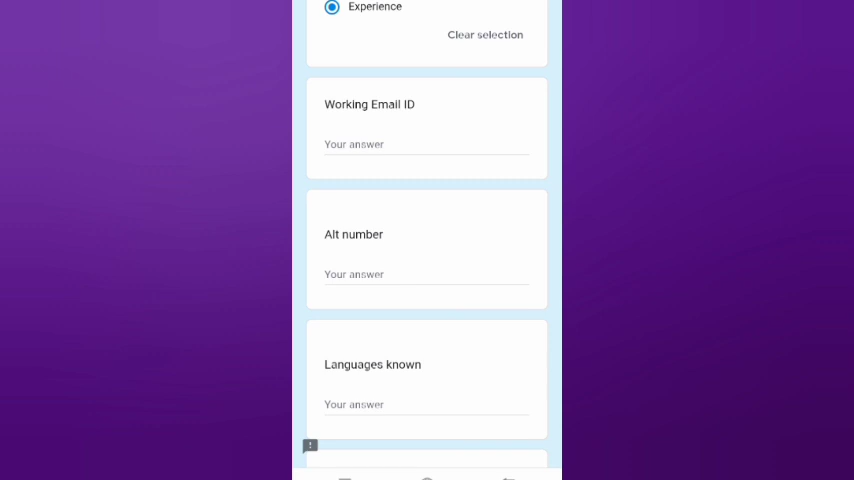 Experience
Clear selection
Working Email ID
Your answer
Alt number
Your answer
Languages known
Your answer